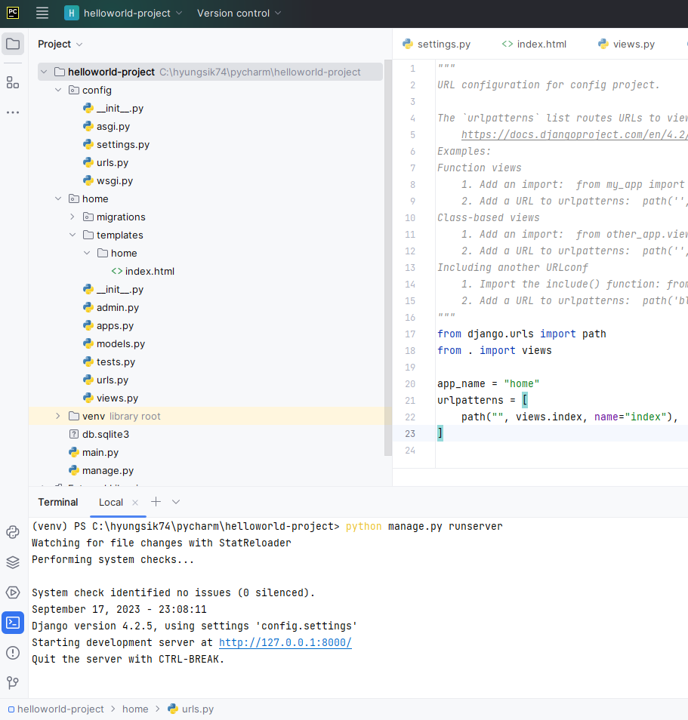 PC H helloworld-project Version control
Project
settings.py index.html views.py
helloworld-project C:\hyungsik74\pycharm\helloworld-project
config
__init__.py
asgi.py
settings.py
urls.py
wsgi.py
home
migrations
templates
home
index.html
__init__.py
admin.py
apps.py
models.py
tests.py
urls.py
views.py
venv library root
db.sqlite3
main.py
manage.py
1 """
2 URL configuration for config project.
3
4 The `urlpatterns` list routes URLs to view
5 https://docs.djangoproject.com/en/4.2/
6 Examples:
7 Function views
8 1. Add an import:  from my_app import
9 2. Add a URL to urlpatterns:  path('',
10 Class-based views
11 1. Add an import:  from other_app.view
12 2. Add a URL to urlpatterns:  path('',
13 Including another URLconf
14 1. Import the include() function: from
15 2. Add a URL to urlpatterns:  path('bl
16 """
17 from django.urls import path
18 from . import views
19
20 app_name = "home"
21 urlpatterns = [
22 path("", views.index, name="index"),
23 ]
24
Terminal Local
(venv) PS C:\hyungsik74\pycharm\helloworld-project> python manage.py runserver
Watching for file changes with StatReloader
Performing system checks...
System check identified no issues (0 silenced).
September 17, 2023 - 23:08:11
Django version 4.2.5, using settings 'config.settings'
Starting development server at http://127.0.0.1:8000/
Quit the server with CTRL-BREAK.
helloworld-project > home > urls.py